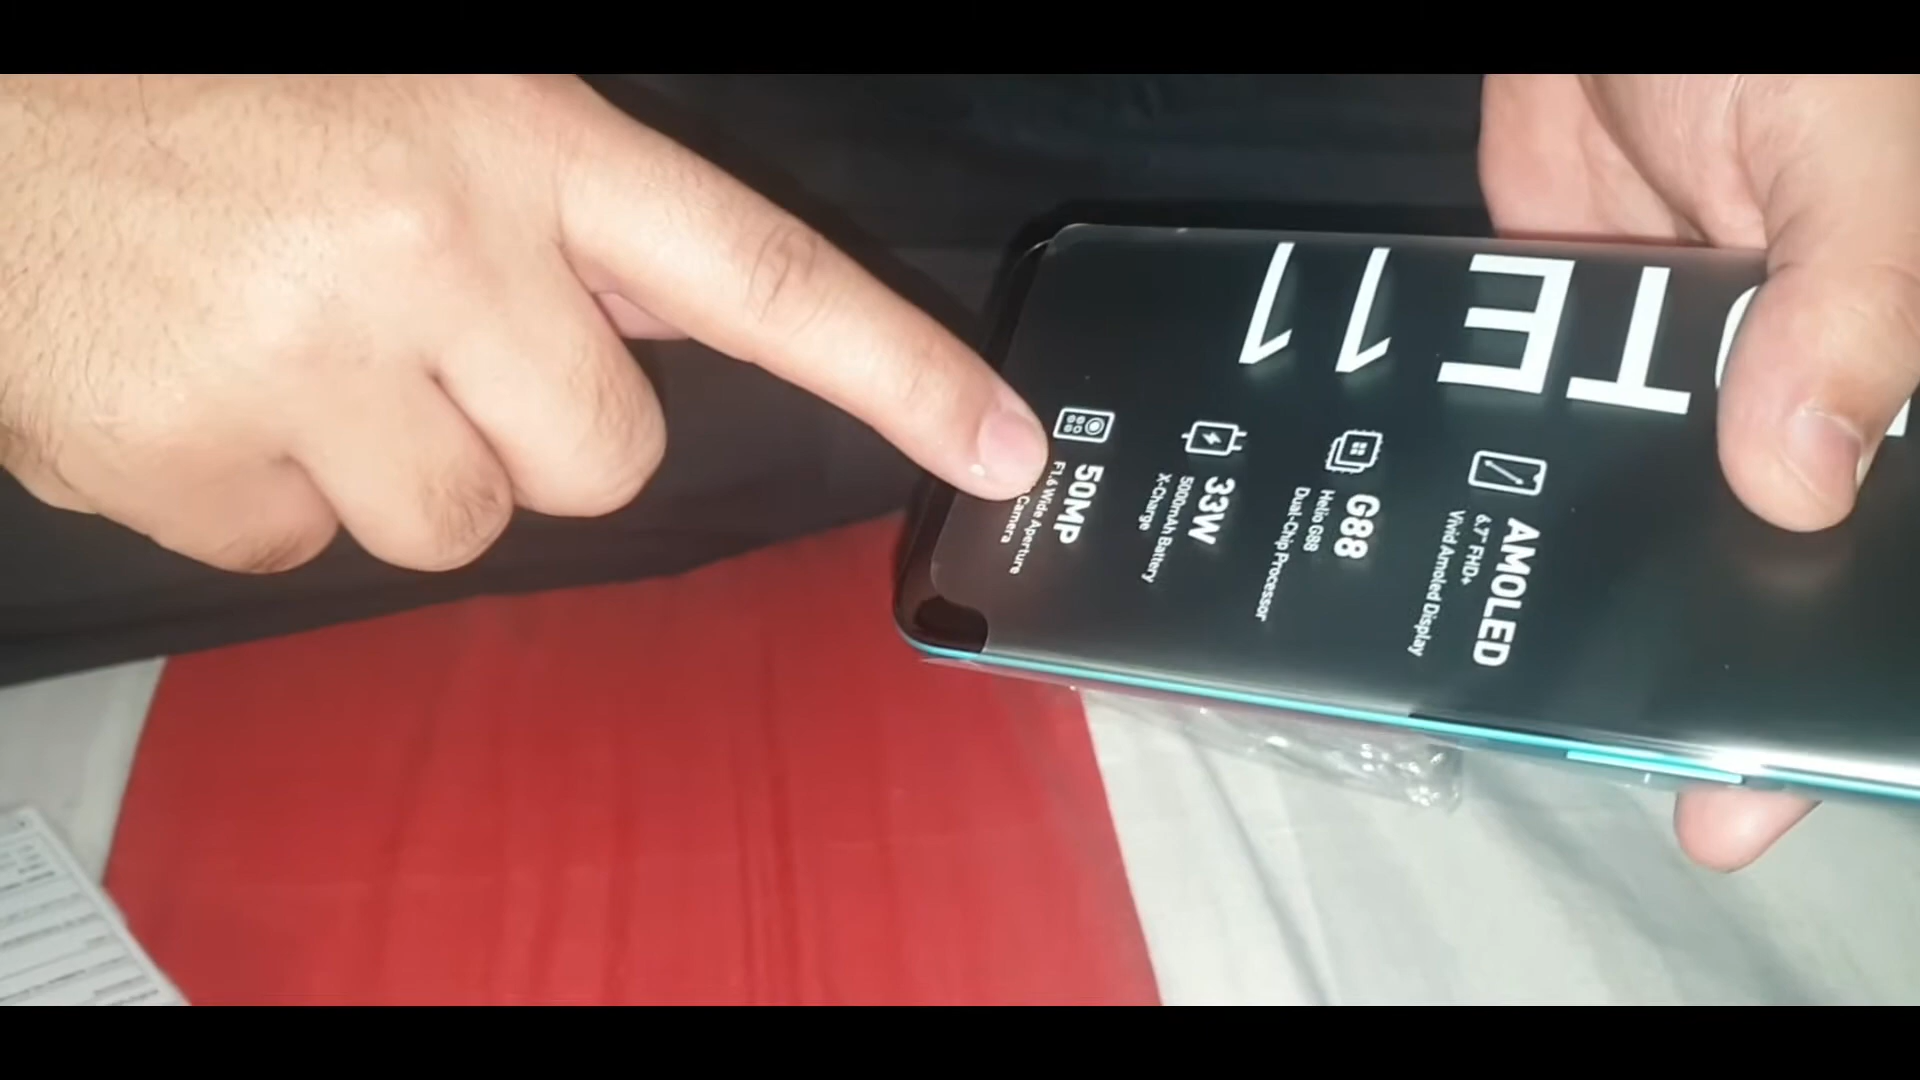 TE 11
AMOLED
6.7" FHD+
Vivid Amoled Display
G88
Helio G88
Dual-Chip Processor
33W
5000mAh Battery
X-Charge
50MP
F1.6 Wide Aperture
Camera